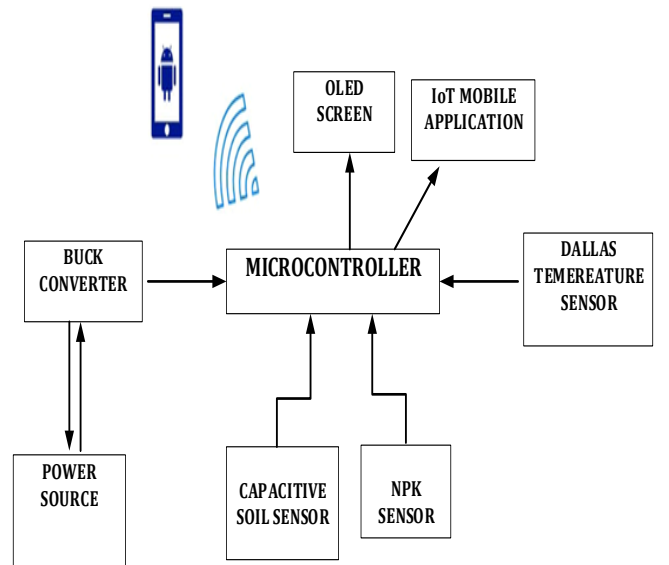 OLED
SCREEN
IoT MOBILE
APPLICATION
BUCK
CONVERTER
MICROCONTROLLER
DALLAS
TEMEREATURE
SENSOR
POWER
SOURCE
CAPACITIVE
SOIL SENSOR
NPK
SENSOR